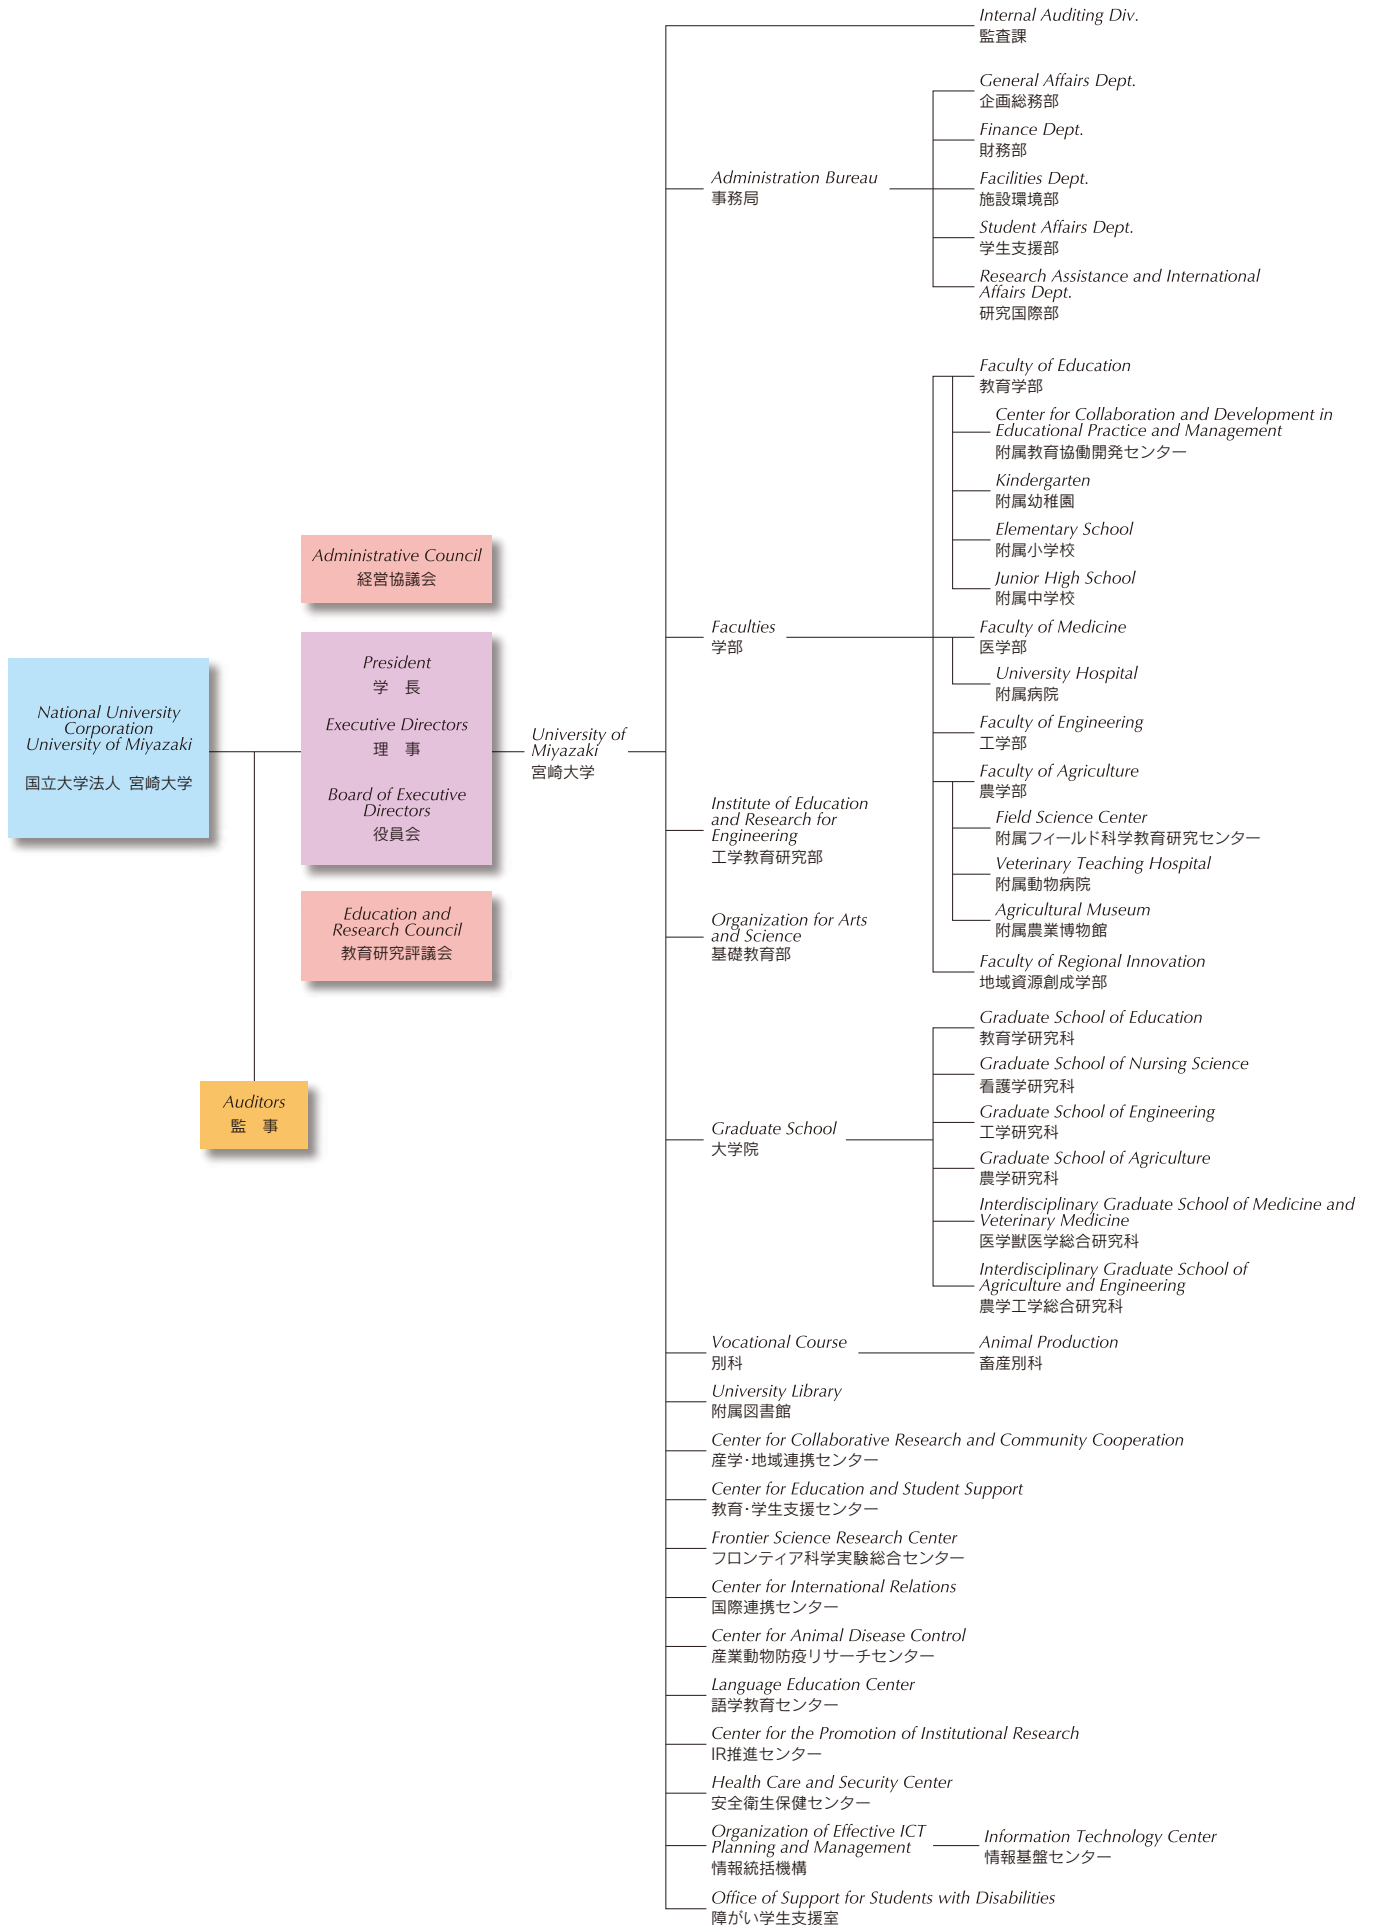 National University
Corporation
University of Miyazaki
国立大学法人 宮崎大学
Administrative Council
経営協議会
President
学　長
Executive Directors
理　事
Board of Executive
Directors
役員会
Education and
Research Council
教育研究評議会
Auditors
監　事
University of
Miyazaki
宮崎大学
Internal Auditing Div.
監査課
Administration Bureau
事務局
General Affairs Dept.
企画総務部
Finance Dept.
財務部
Facilities Dept.
施設環境部
Student Affairs Dept.
学生支援部
Research Assistance and International
Affairs Dept.
研究国際部
Faculties
学部
Faculty of Education
教育学部
Center for Collaboration and Development in
Educational Practice and Management
附属教育協働開発センター
Kindergarten
附属幼稚園
Elementary School
附属小学校
Junior High School
附属中学校
Faculty of Medicine
医学部
University Hospital
附属病院
Faculty of Engineering
工学部
Faculty of Agriculture
農学部
Field Science Center
附属フィールド科学教育研究センター
Veterinary Teaching Hospital
附属動物病院
Agricultural Museum
附属農業博物館
Faculty of Regional Innovation
地域資源創成学部
Institute of Education
and Research for
Engineering
工学教育研究部
Organization for Arts
and Science
基礎教育部
Graduate School
大学院
Graduate School of Education
教育学研究科
Graduate School of Nursing Science
看護学研究科
Graduate School of Engineering
工学研究科
Graduate School of Agriculture
農学研究科
Interdisciplinary Graduate School of Medicine and
Veterinary Medicine
医学獣医学総合研究科
Interdisciplinary Graduate School of
Agriculture and Engineering
農学工学総合研究科
Vocational Course
別科
Animal Production
畜産別科
University Library
附属図書館
Center for Collaborative Research and Community Cooperation
産学・地域連携センター
Center for Education and Student Support
教育・学生支援センター
Frontier Science Research Center
フロンティア科学実験総合センター
Center for International Relations
国際連携センター
Center for Animal Disease Control
産業動物防疫リサーチセンター
Language Education Center
語学教育センター
Center for the Promotion of Institutional Research
IR推進センター
Health Care and Security Center
安全衛生保健センター
Organization of Effective ICT
Planning and Management
情報統括機構
Information Technology Center
情報基盤センター
Office of Support for Students with Disabilities
障がい学生支援室